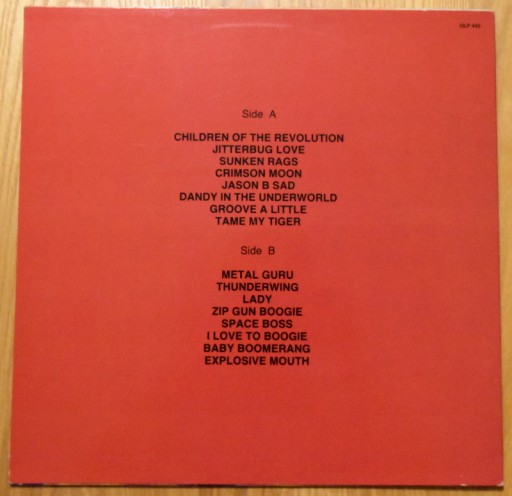 Side A
CHILDREN OF THE REVOLUTION
JITTERBUG LOVE
SUNKEN RAGS
CRIMSON MOON
JASON B SAD
DANDY IN THE UNDERWORLD
GROOVE A LITTLE
TAME MY TIGER
Side B
METAL GURU
THUNDERWING
LADY
ZIP GUN BOOGIE
SPACE BOSS
I LOVE TO BOOGIE
BABY BOOMERANG
EXPLOSIVE MOUTH